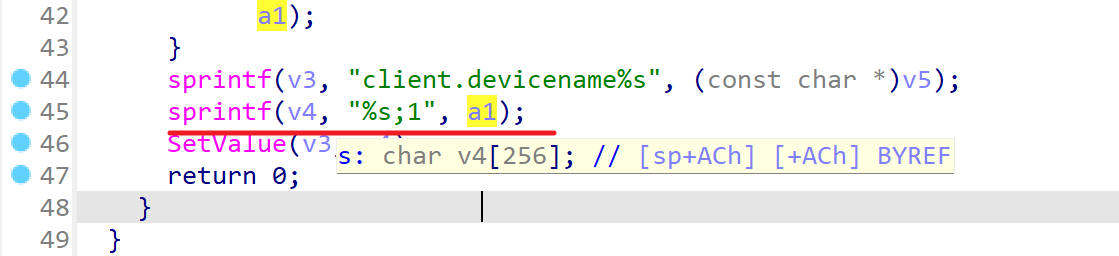 42 a1);
43 }
44 sprintf(v3, "client.devicename%s", (const char *)v5);
45 sprintf(v4, "%s;1", a1);
46 SetValue(v3
s: char v4[256]; // [sp+ACh] [+ACh] BYREF
47 return 0;
48 }
49 }